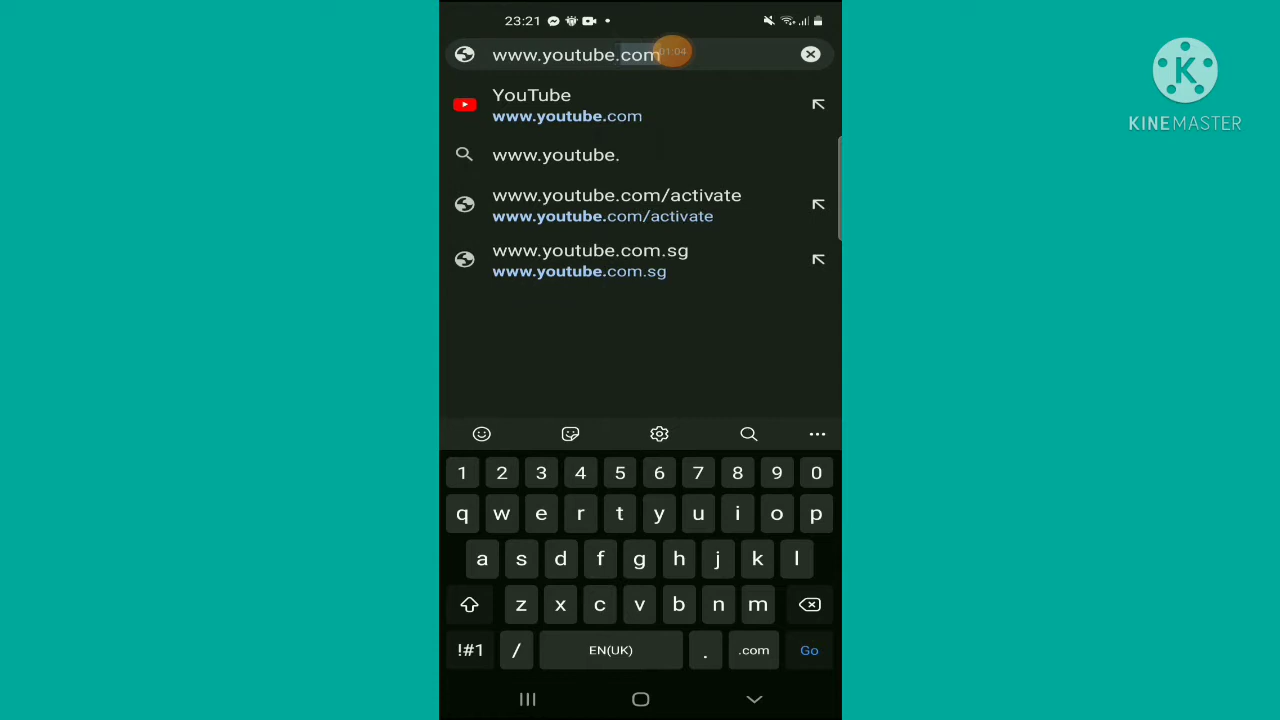 23:21
www.youtube.com
01:04
YouTube
www.youtube.com
www.youtube.
www.youtube.com/activate
www.youtube.com/activate
www.youtube.com.sg
www.youtube.com.sg
1 2 3 4 5 6 7 8 9 0
q w e r t y u i o p
a s d f g h j k l
z x c v b n m
!#1 / EN(UK) . .com Go
K
KINEMASTER